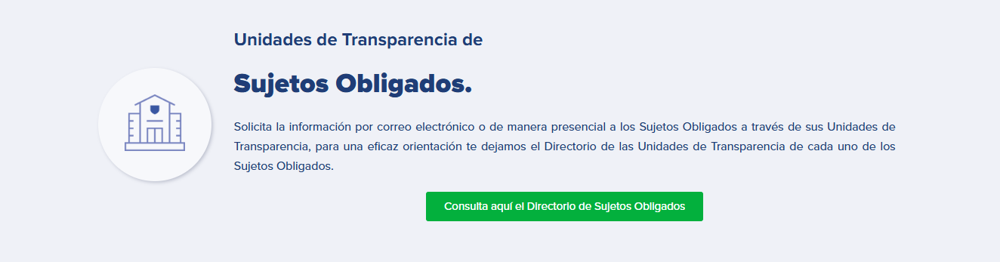 Unidades de Transparencia de
Sujetos Obligados.
Solicita la información por correo electrónico o de manera presencial a los Sujetos Obligados a través de sus Unidades de
Transparencia, para una eficaz orientación te dejamos el Directorio de las Unidades de Transparencia de cada uno de los
Sujetos Obligados.
Consulta aquí el Directorio de Sujetos Obligados